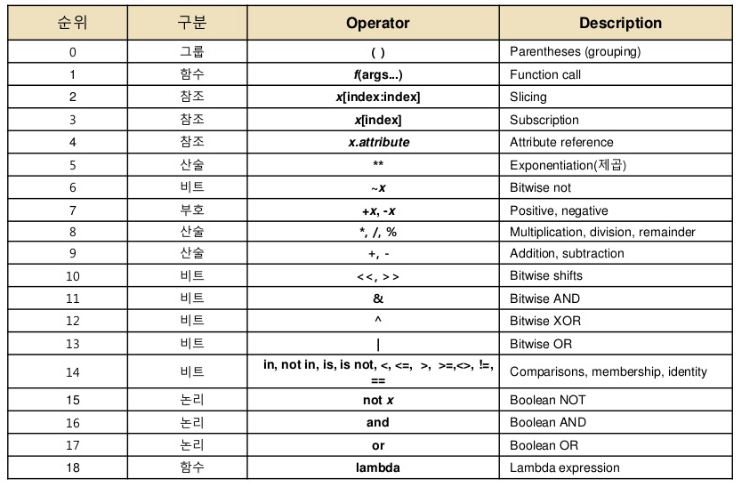 순위 구분 Operator Description
0 그룹 ( ) Parentheses (grouping)
1 함수 f(args...) Function call
2 참조 x[index:index] Slicing
3 참조 x[index] Subscription
4 참조 x.attribute Attribute reference
5 산술 ** Exponentiation(제곱)
6 비트 ~x Bitwise not
7 부호 +x, -x Positive, negative
8 산술 *, /, % Multiplication, division, remainder
9 산술 +, - Addition, subtraction
10 비트 <<, >> Bitwise shifts
11 비트 & Bitwise AND
12 비트 ^ Bitwise XOR
13 비트 | Bitwise OR
14 비트 in, not in, is, is not, <, <=, >, >=,<>, !=, Comparisons, membership, identity
==
15 논리 not x Boolean NOT
16 논리 and Boolean AND
17 논리 or Boolean OR
18 함수 lambda Lambda expression